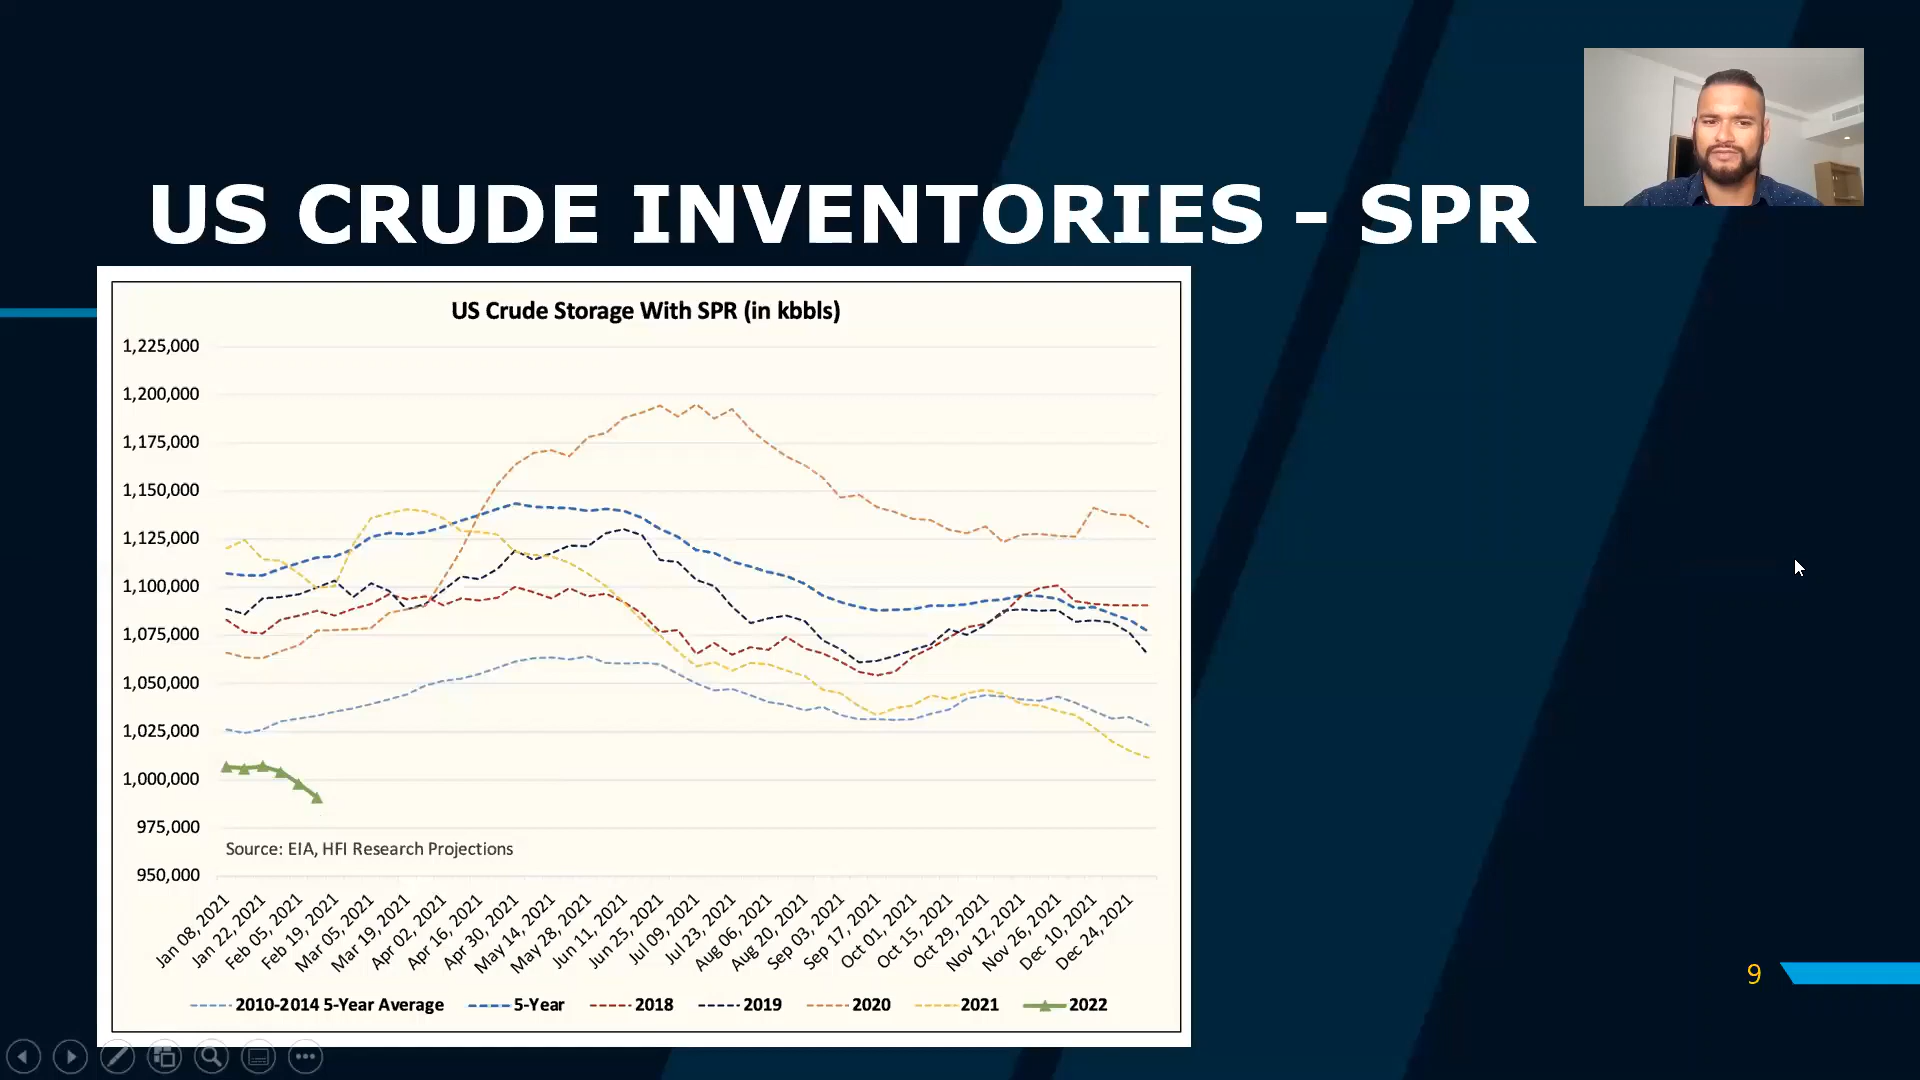 US CRUDE INVENTORIES - SPR
US Crude Storage With SPR (in kbbls)
1,225,000
1,200,000
1,175,000
1,150,000
1,125,000
1,100,000
1,075,000
1,050,000
1,025,000
1,000,000
975,000
950,000
Source: EIA, HFI Research Projections
Jan 08, 2021
Jan 22, 2021
Feb 05, 2021
Feb 19, 2021
Mar 05, 2021
Mar 19, 2021
Apr 02, 2021
Apr 16, 2021
Apr 30, 2021
May 14, 2021
May 28, 2021
Jun 11, 2021
Jun 25, 2021
Jul 09, 2021
Jul 23, 2021
Aug 06, 2021
Aug 20, 2021
Sep 03, 2021
Sep 17, 2021
Oct 01, 2021
Oct 15, 2021
Oct 29, 2021
Nov 12, 2021
Nov 26, 2021
Dec 10, 2021
Dec 24, 2021
2010-2014 5-Year Average 5-Year 2018 2019 2020 2021 2022
9